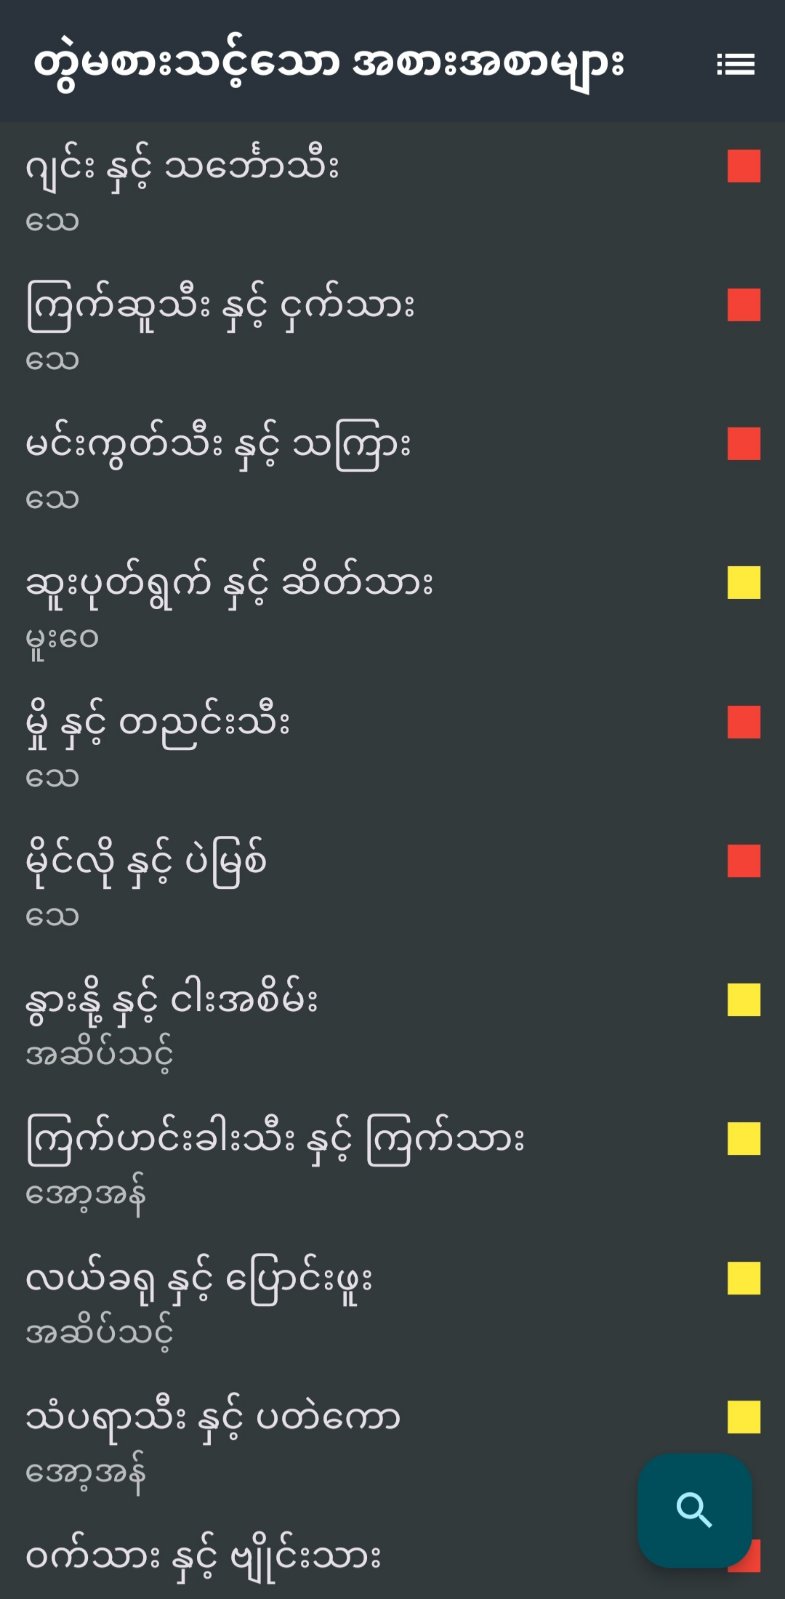 တွဲမစားသင့်သော အစားအစာများ
ဂျင်း နှင့် သင်္ဘောသီး
သေ
ကြက်ဆူသီး နှင့် ငှက်သား
သေ
မင်းကွတ်သီး နှင့် သကြား
သေ
ဆူးပုတ်ရွက် နှင့် ဆိတ်သား
မူးဝေ
မှို နှင့် တညင်းသီး
သေ
မိုင်လို နှင့် ပဲမြစ်
သေ
နွားနို့ နှင့် ငါးအစိမ်း
အဆိပ်သင့်
ကြက်ဟင်းခါးသီး နှင့် ကြက်သား
အော့အန်
လယ်ခရု နှင့် ပြောင်းဖူး
အဆိပ်သင့်
သံပရာသီး နှင့် ပတဲကော
အော့အန်
ဝက်သား နှင့် ဗျိုင်းသား